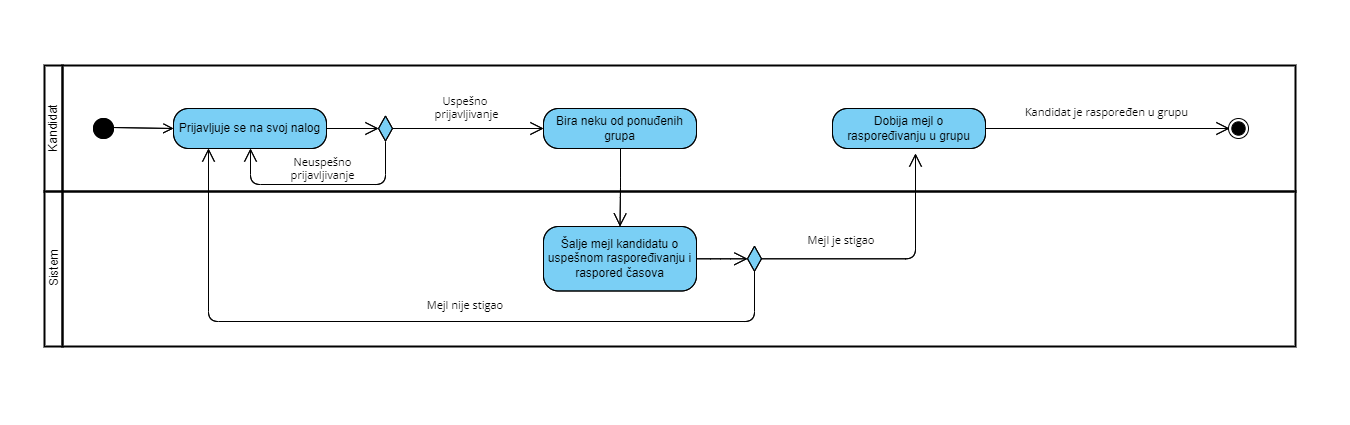 Kandidat
Prijavljuje se na svoj nalog
Uspešno
prijavljivanje
Neuspešno
prijavljivanje
Bira neku od ponuđenih
grupa
Dobija mejl o
raspoređivanju u grupu
Kandidat je raspoređen u grupu
Sistem
Šalje mejl kandidatu o
uspešnom raspoređivanju i
raspored časova
Mejl je stigao
Mejl nije stigao